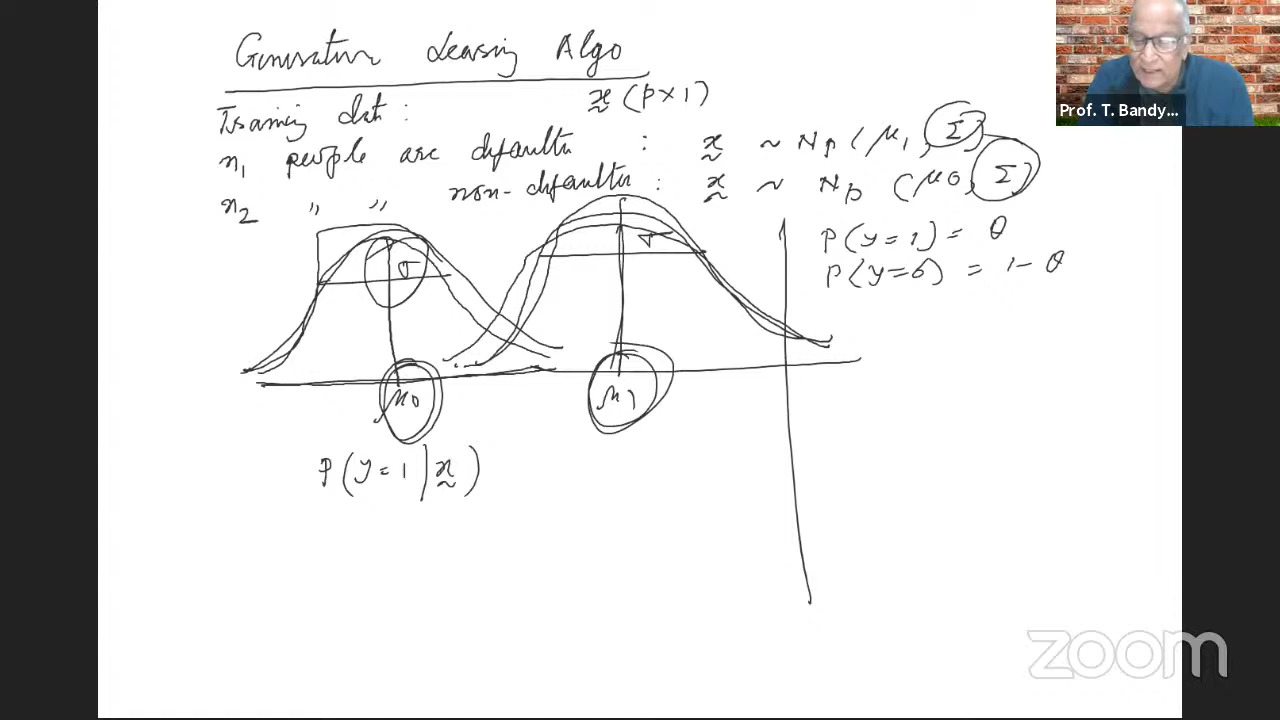 Generative Learning Algo
Training data : x (p × 1)
n1 people are defaulter : x ~ Np (μ1, Σ)
n2 " " non-defaulter : x ~ Np (μ0, Σ)
P(y=1) = θ
P(y=0) = 1-θ
σ σ
μ0 μ1
P(y=1|x)
Prof. T. Bandy...
zoom